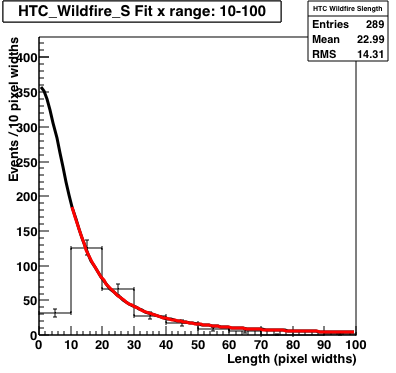 HTC_Wildfire_S Fit x range: 10-100
HTC Wildfire Slength
Entries 289
Mean 22.99
RMS 14.31
Events / 10 pixel widths
400
350
300
250
200
150
100
50
0
0 10 20 30 40 50 60 70 80 90 100
Length (pixel widths)